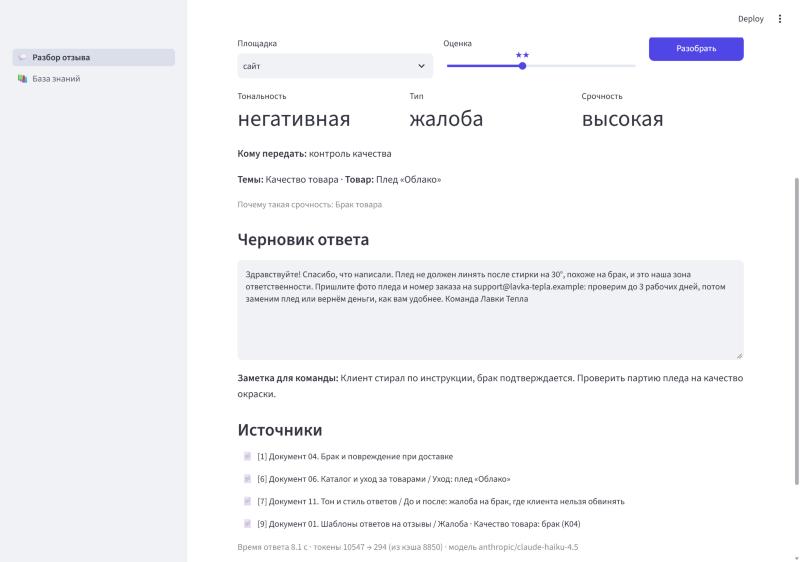 Deploy
Разбор отзыва
База знаний
Площадка
Оценка
сайт
★★
Разобрать
Тональность
Тип
Срочность
негативная
жалоба
высокая
Кому передать: контроль качества
Темы: Качество товара · Товар: Плед «Облако»
Почему такая срочность: Брак товара
Черновик ответа
Здравствуйте! Спасибо, что написали. Плед не должен линять после стирки на 30°, похоже на брак, и это наша зона
ответственности. Пришлите фото пледа и номер заказа на support@lavka-tepla.example: проверим до 3 рабочих дней, потом
заменим плед или вернём деньги, как вам удобнее. Команда Лавки Тепла
Заметка для команды: Клиент стирал по инструкции, брак подтверждается. Проверить партию пледа на качество
окраски.
Источники
[1] Документ 04. Брак и повреждение при доставке
[6] Документ 06. Каталог и уход за товарами / Уход: плед «Облако»
[7] Документ 11. Тон и стиль ответов / До и после: жалоба на брак, где клиента нельзя обвинять
[9] Документ 01. Шаблоны ответов на отзывы / Жалоба · Качество товара: брак (K04)
Время ответа 8.1 с · токены 10547 → 294 (из кэша 8850) · модель anthropic/claude-haiku-4.5